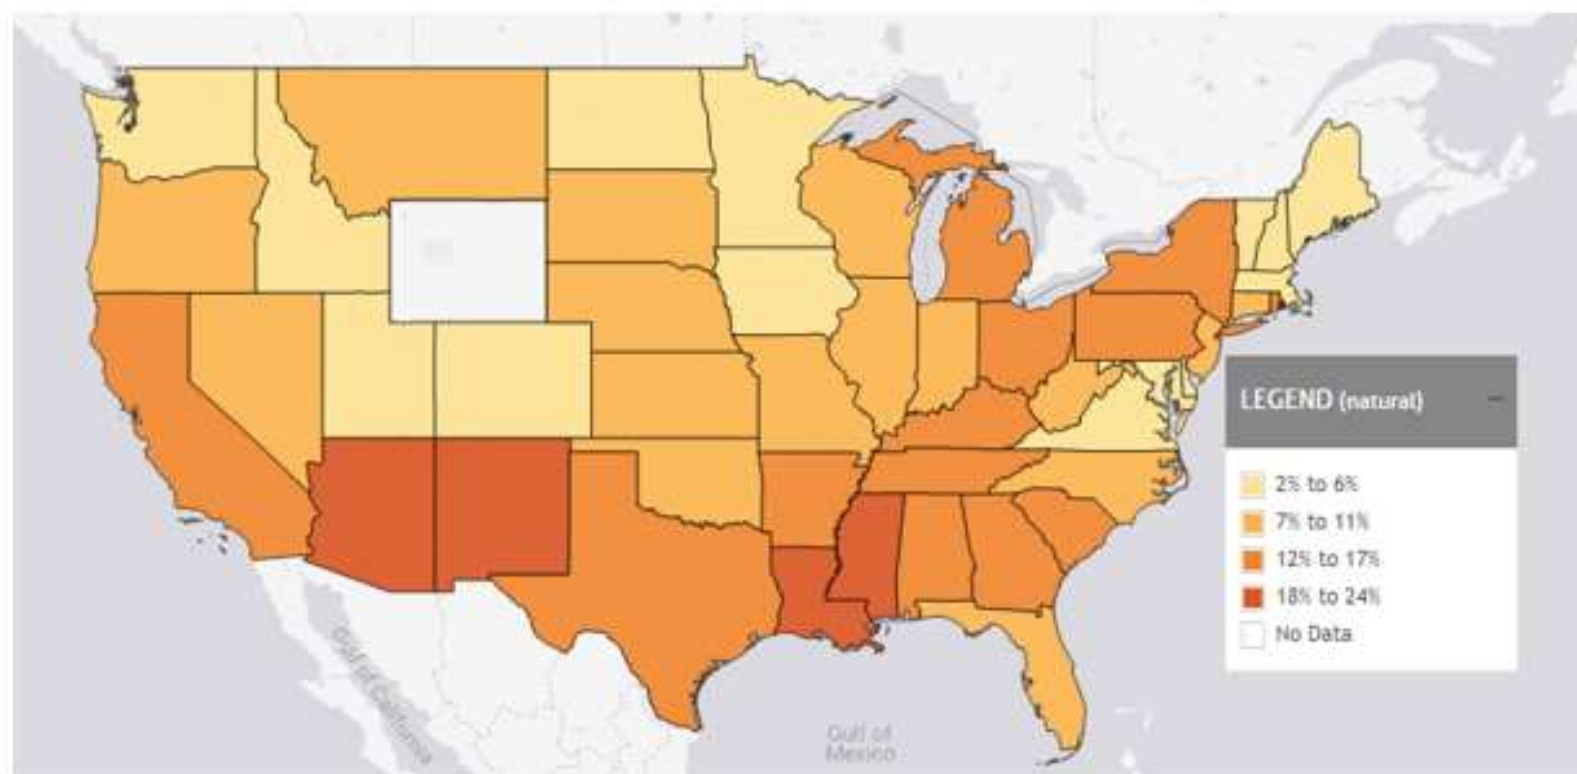 LEGEND (natural)
2% to 6%
7% to 11%
12% to 17%
18% to 24%
No Data
Gulf of California
Gulf of
Mexico